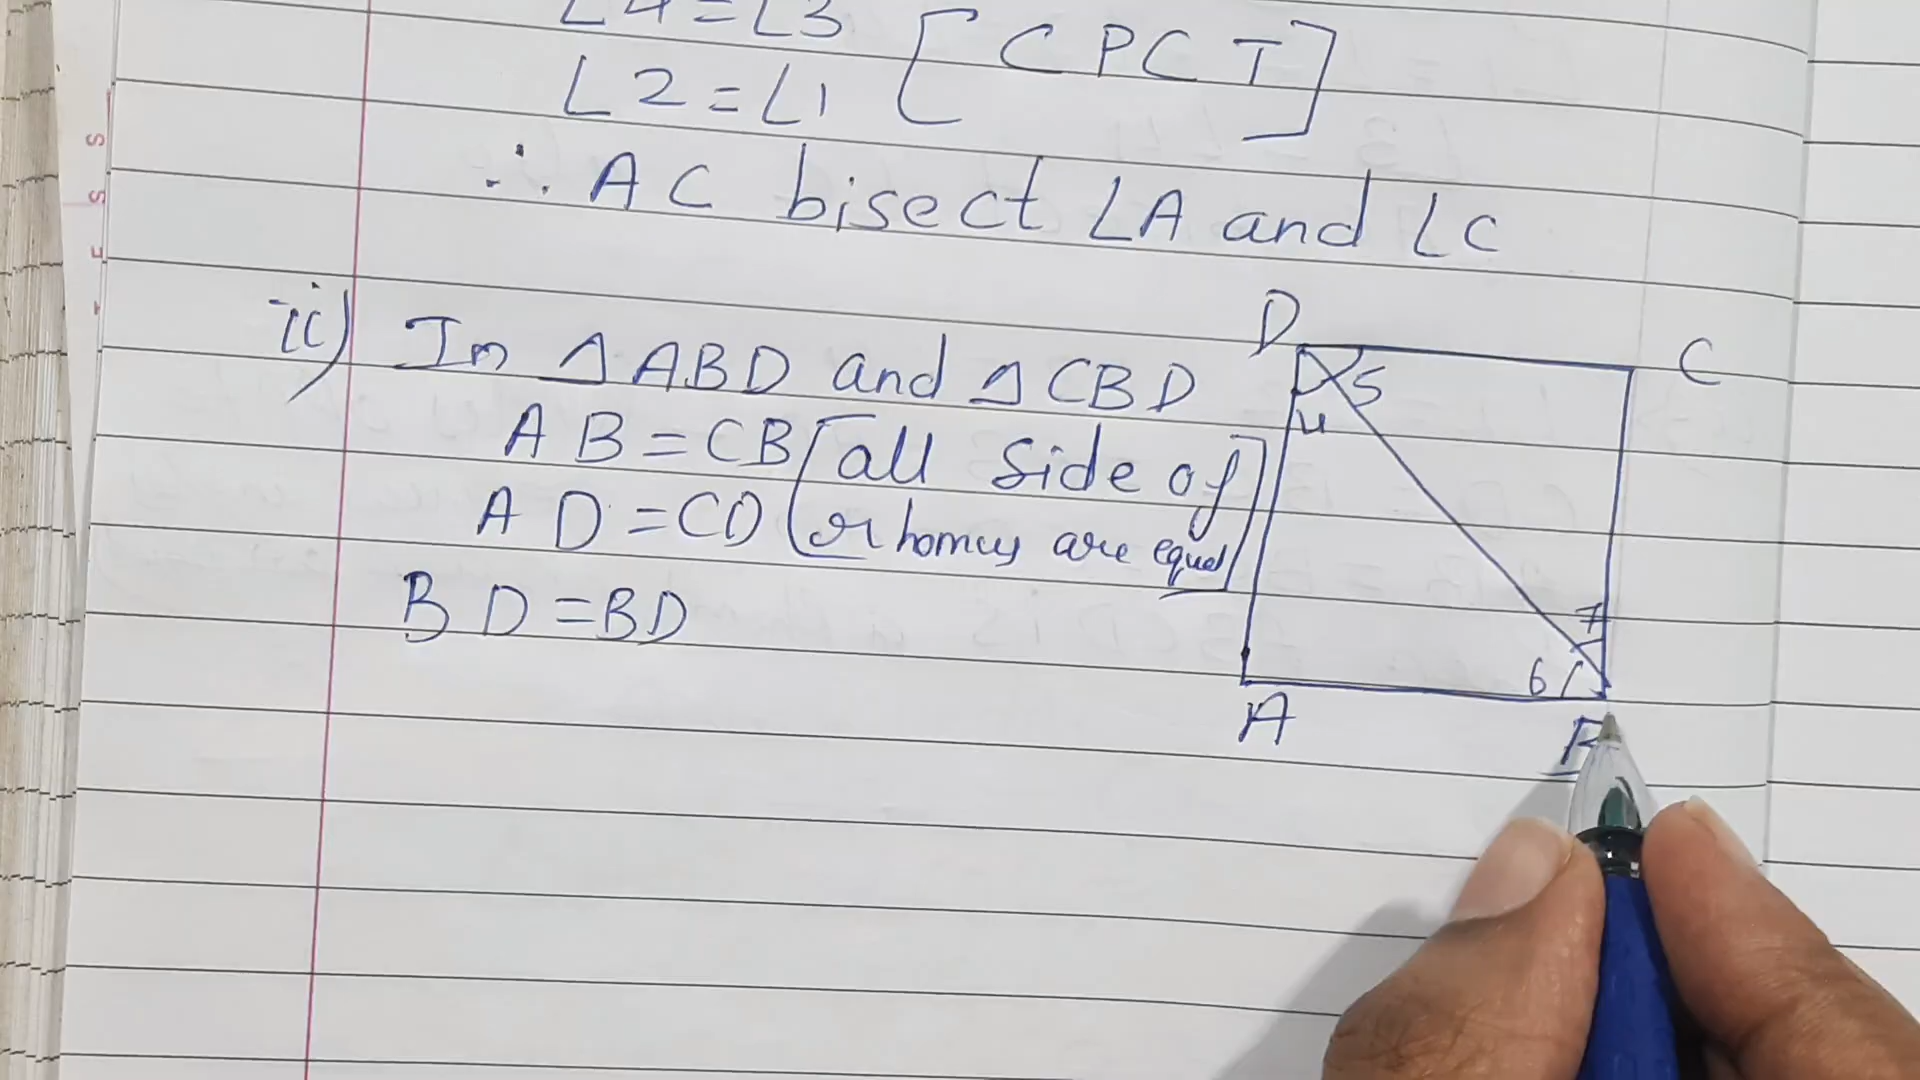 ∠4=∠3
∠2=∠1 [CPCT]
∴ AC bisect ∠A and ∠C
ii) In △ABD and △CBD
AB=CB [all side of
AD=CD rhombus are equal]
BD=BD
D
C
5
4
7
6
A
B